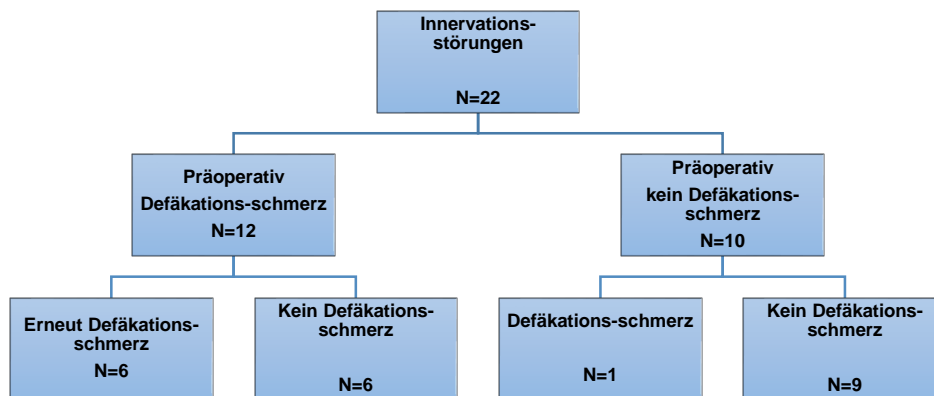 Innervations-
störungen
N=22
Präoperativ
Defäkations-schmerz
N=12
Präoperativ
kein Defäkations-
schmerz
N=10
Erneut Defäkations-
schmerz
N=6
Kein Defäkations-
schmerz
N=6
Defäkations-schmerz
N=1
Kein Defäkations-
schmerz
N=9